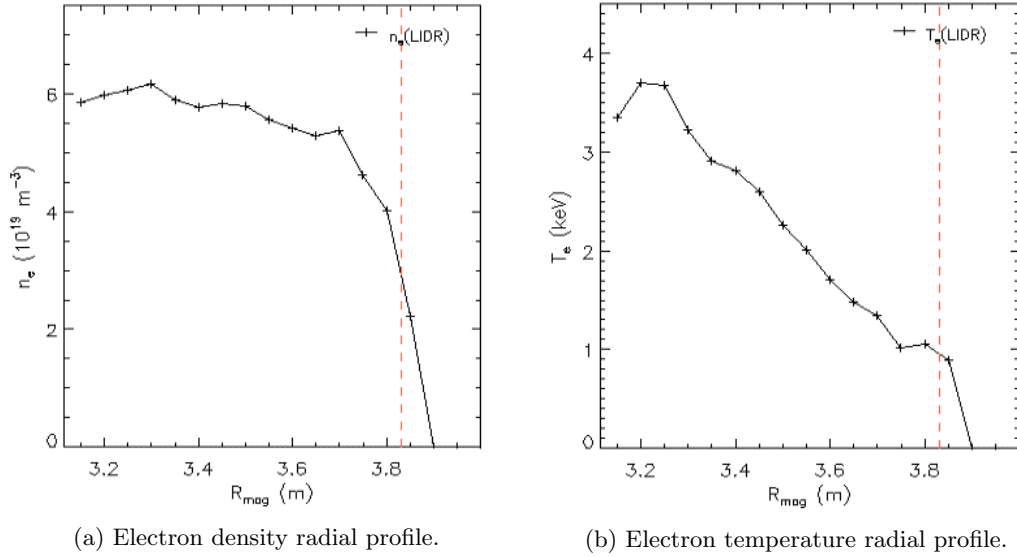 n_e(LIDR)
6
4
2
0
n_e (10^19 m^-3)
3.2 3.4 3.6 3.8
R_mag (m)
(a) Electron density radial profile.
T_e(LIDR)
4
3
2
1
0
T_e (keV)
3.2 3.4 3.6 3.8
R_mag (m)
(b) Electron temperature radial profile.